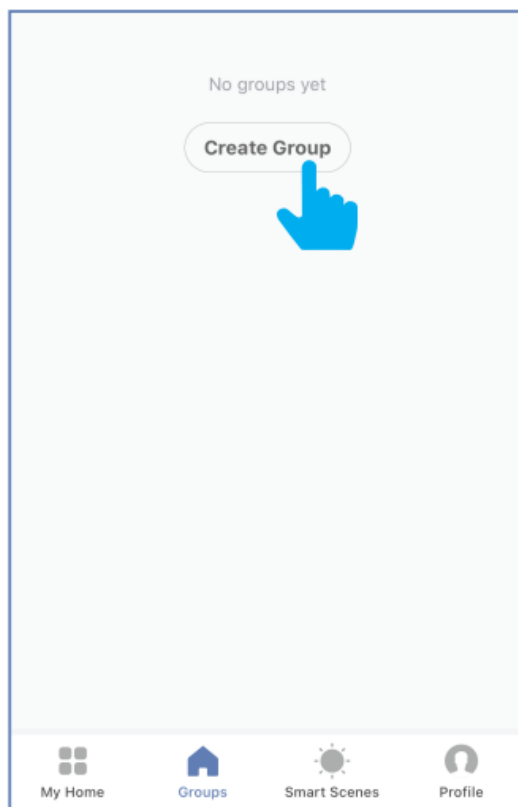 No groups yet
Create Group
My Home
Groups
Smart Scenes
Profile